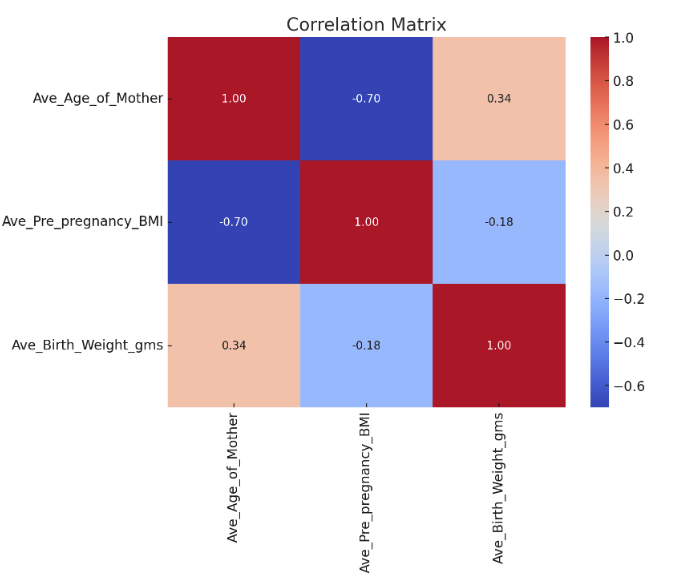 Correlation Matrix
Ave_Age_of_Mother
1.00
-0.70
0.34
Ave_Pre_pregnancy_BMI
-0.70
1.00
-0.18
Ave_Birth_Weight_gms
0.34
-0.18
1.00
Ave_Age_of_Mother
Ave_Pre_pregnancy_BMI
Ave_Birth_Weight_gms
1.0
0.8
0.6
0.4
0.2
0.0
−0.2
−0.4
−0.6